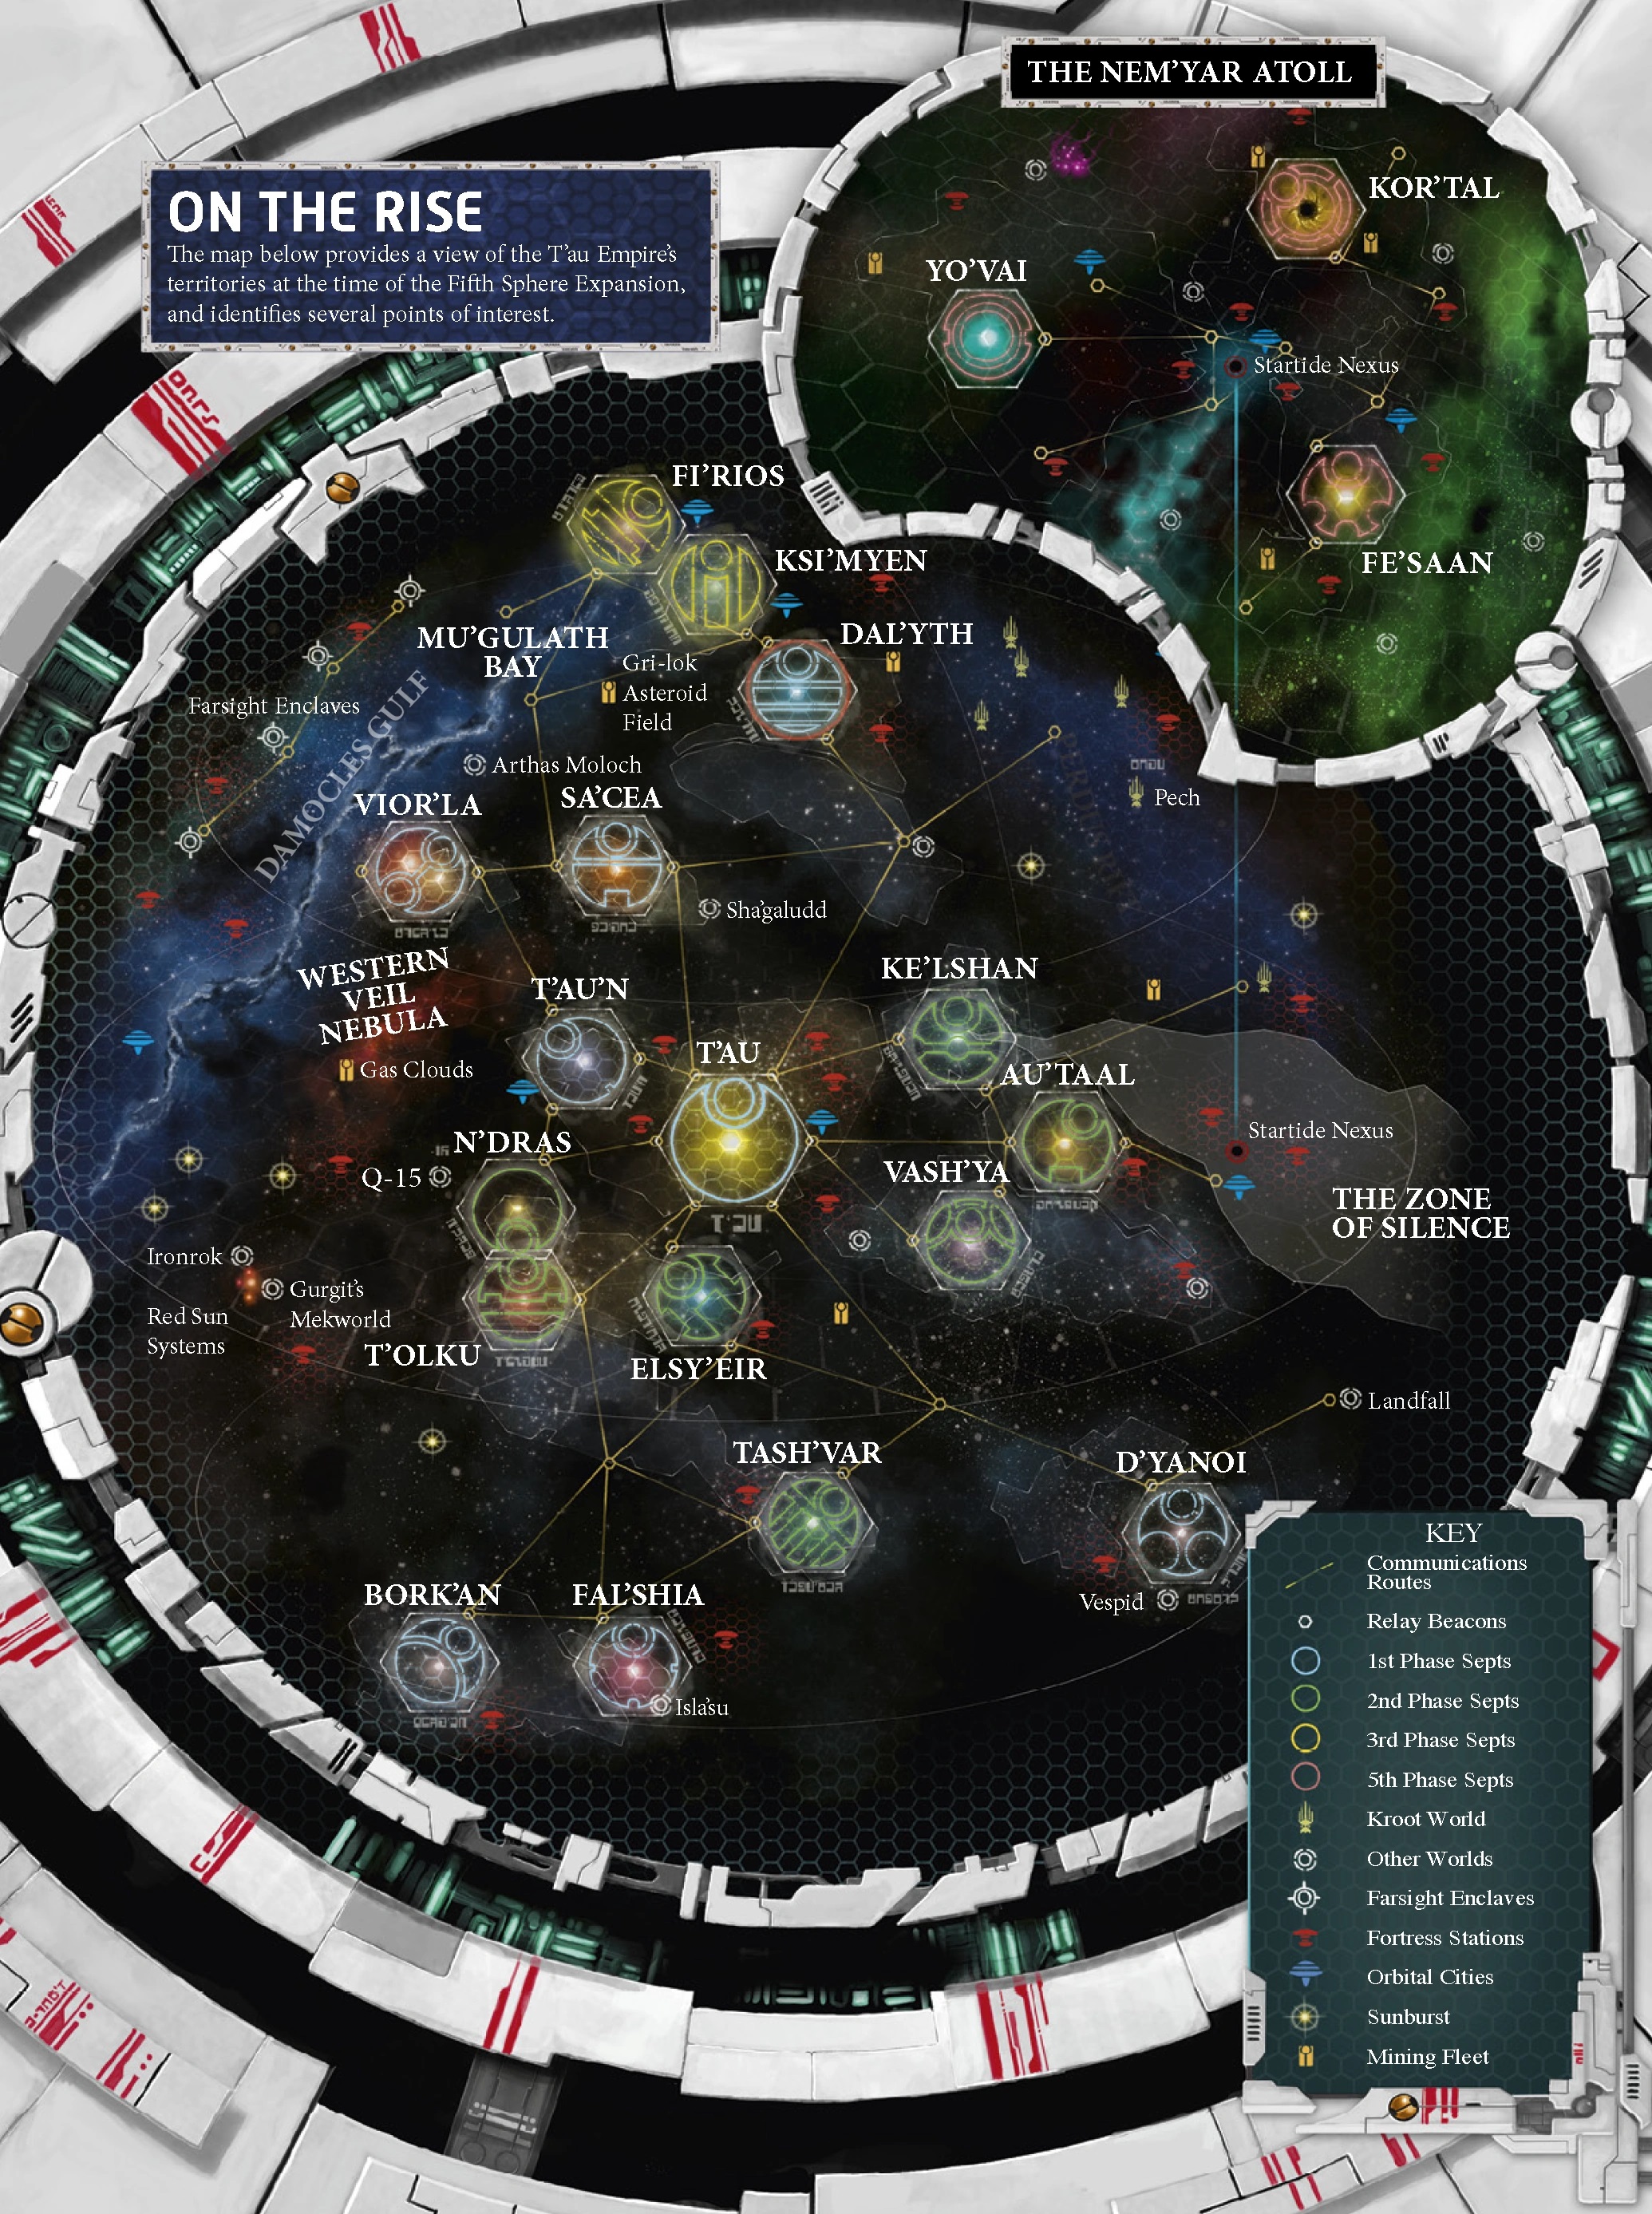 THE NEM'YAR ATOLL
ON THE RISE
The map below provides a view of the T'au Empire's
territories at the time of the Fifth Sphere Expansion,
and identifies several points of interest.
KOR'TAL
YO'VAI
Startide Nexus
FE'SAAN
FI'RIOS
KSI'MYEN
DAL'YTH
MU'GULATH
BAY
Gri-lok
Asteroid
Field
Farsight Enclaves
DAMOCLES GULF
Arthas Moloch
Pech
VIOR'LA
SA'CEA
Sha'galudd
WESTERN
VEIL
NEBULA
Gas Clouds
T'AU'N
KE'LSHAN
T'AU
AU'TAAL
N'DRAS
Q-15
VASH'YA
Startide Nexus
THE ZONE
OF SILENCE
Ironrok
Gurgit's
Mekworld
Red Sun
Systems
T'OLKU
ELSY'EIR
Landfall
TASH'VAR
D'YANOI
Vespid
BORK'AN
FAL'SHIA
Isla'su
KEY
Communications
Routes
Relay Beacons
1st Phase Septs
2nd Phase Septs
3rd Phase Septs
5th Phase Septs
Kroot World
Other Worlds
Farsight Enclaves
Fortress Stations
Orbital Cities
Sunburst
Mining Fleet